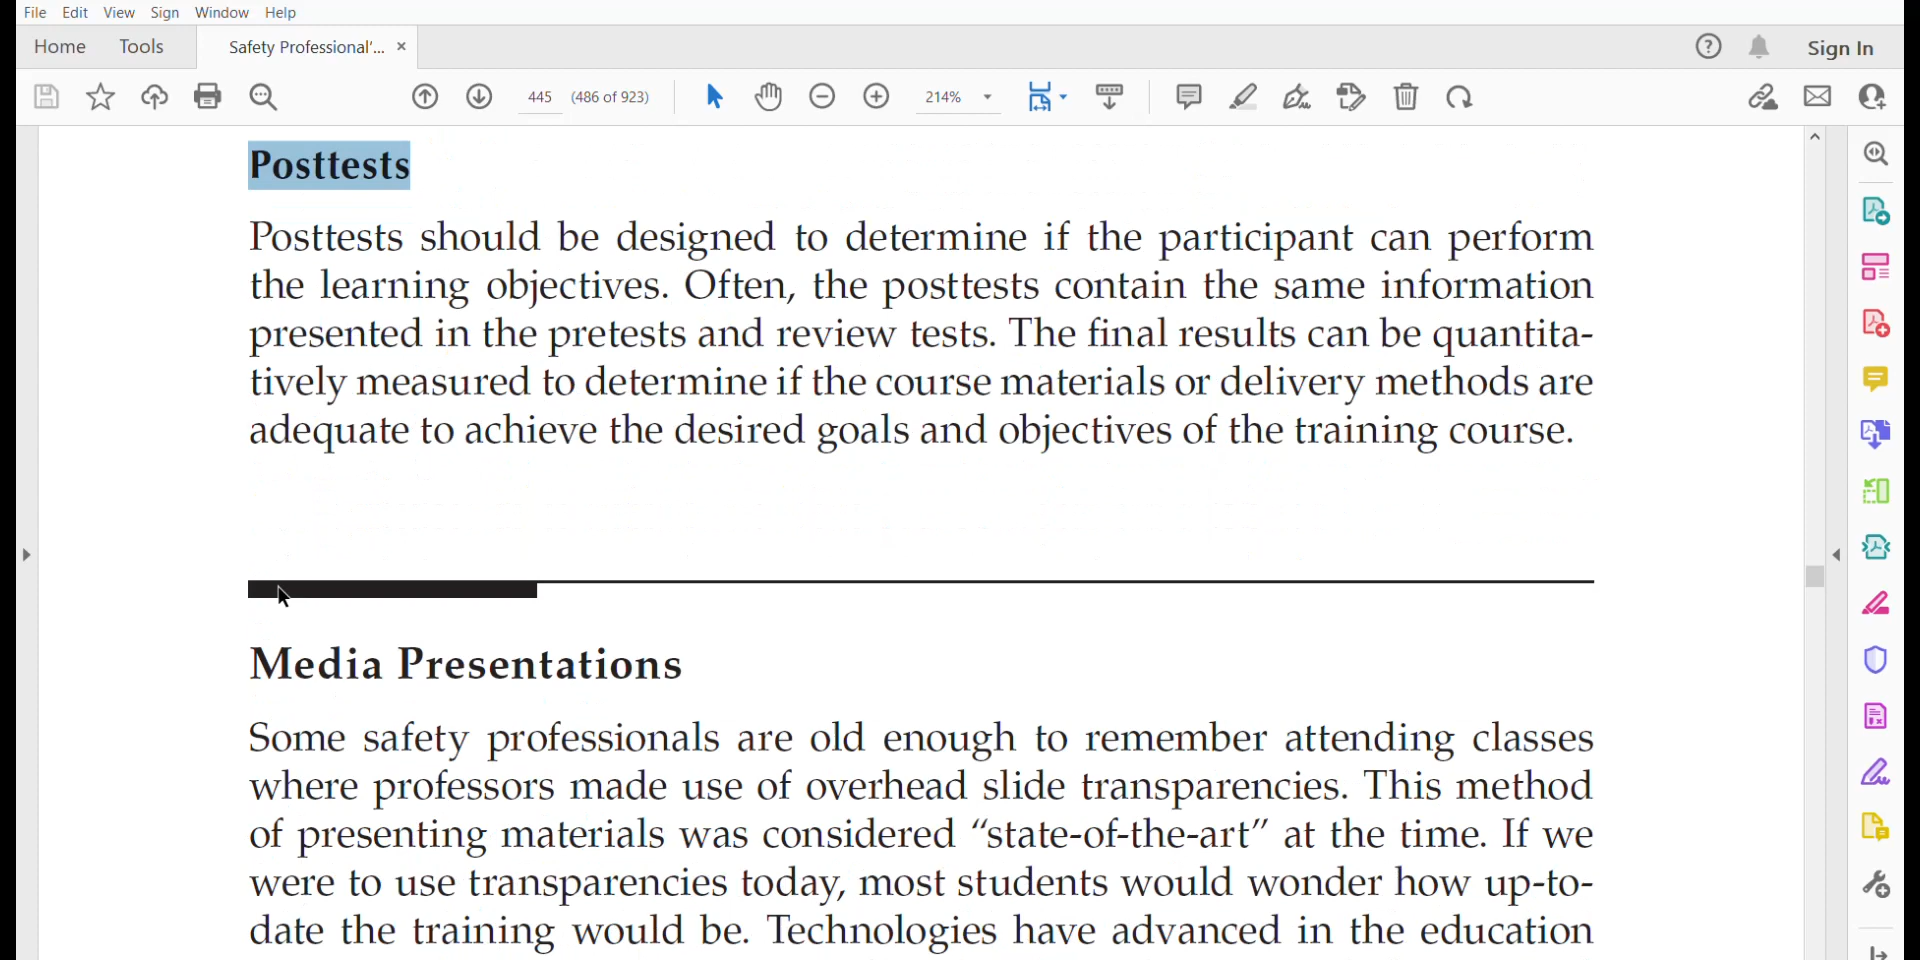 File Edit View Sign Window Help
Home Tools Safety Professional'... × Sign In
445 (486 of 923) 214%
Posttests
Posttests should be designed to determine if the participant can perform
the learning objectives. Often, the posttests contain the same information
presented in the pretests and review tests. The final results can be quantita-
tively measured to determine if the course materials or delivery methods are
adequate to achieve the desired goals and objectives of the training course.
Media Presentations
Some safety professionals are old enough to remember attending classes
where professors made use of overhead slide transparencies. This method
of presenting materials was considered “state-of-the-art” at the time. If we
were to use transparencies today, most students would wonder how up-to-
date the training would be. Technologies have advanced in the education